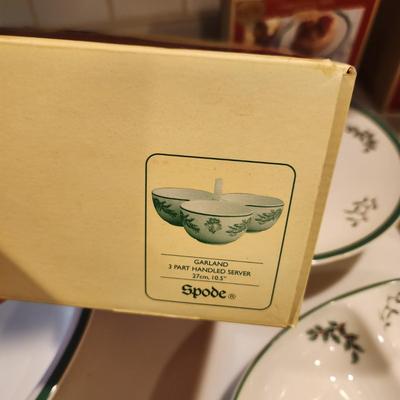 GARLAND
3 PART HANDLED SERVER
27cm, 10.5"
Spode ®